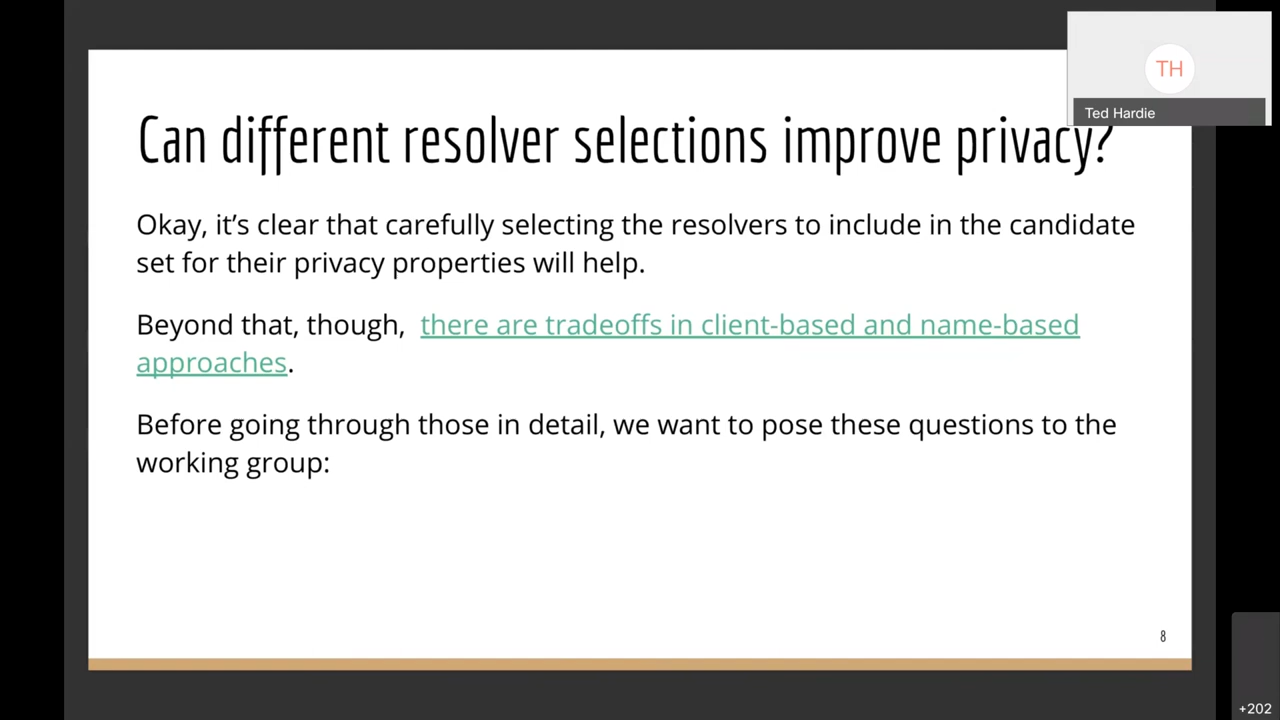 TH
Ted Hardie
Can different resolver selections improve privacy?
Okay, it’s clear that carefully selecting the resolvers to include in the candidate
set for their privacy properties will help.
Beyond that, though, there are tradeoffs in client-based and name-based
approaches.
Before going through those in detail, we want to pose these questions to the
working group:
8
+202